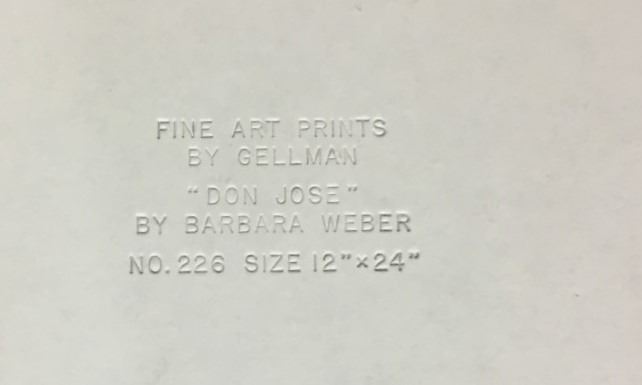 FINE ART PRINTS
BY GELLMAN
"DON JOSE"
BY BARBARA WEBER
NO. 226 SIZE 12"×24"